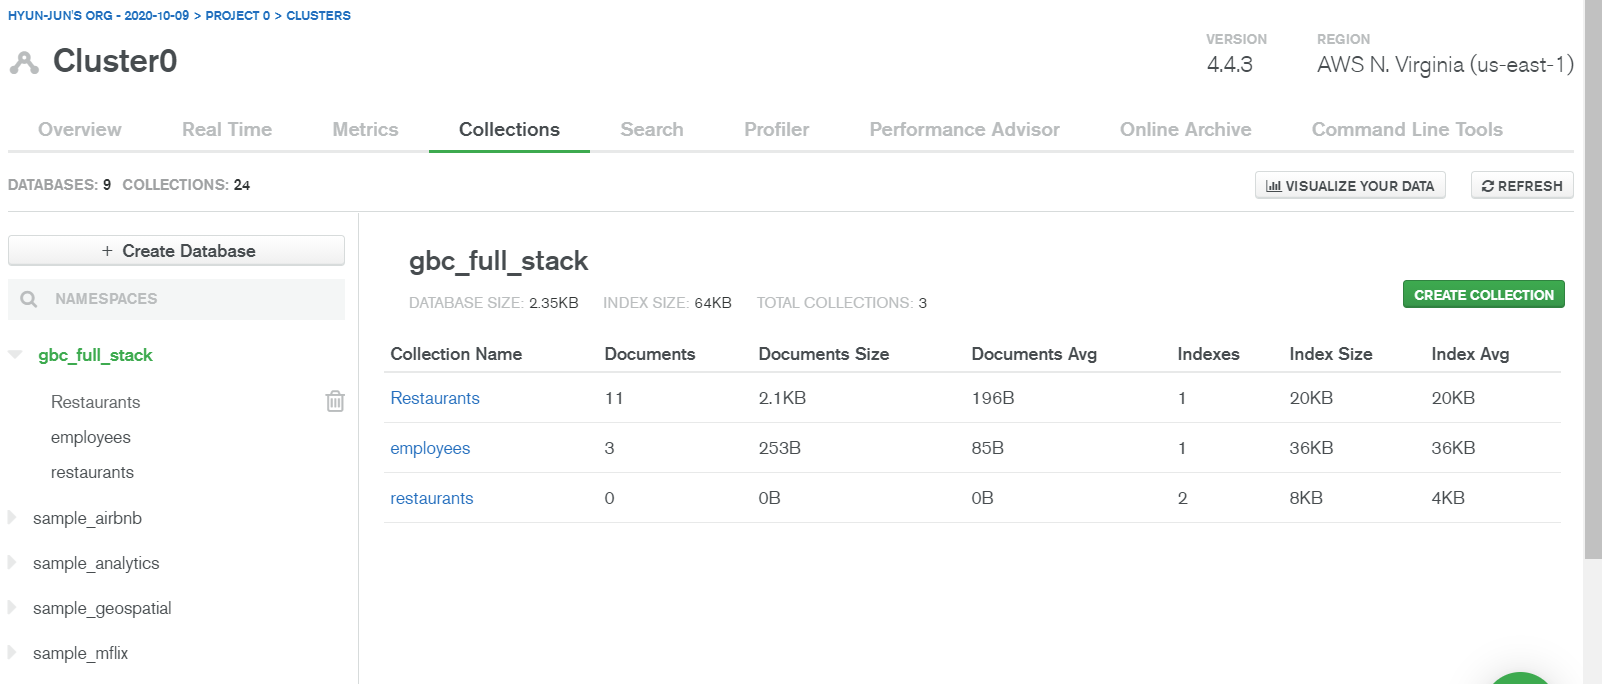 HYUN-JUN'S ORG - 2020-10-09 > PROJECT 0 > CLUSTERS
Cluster0
VERSION
4.4.3
REGION
AWS N. Virginia (us-east-1)
Overview Real Time Metrics Collections Search Profiler Performance Advisor Online Archive Command Line Tools
DATABASES: 9 COLLECTIONS: 24
VISUALIZE YOUR DATA
REFRESH
+ Create Database
NAMESPACES
gbc_full_stack
Restaurants
employees
restaurants
sample_airbnb
sample_analytics
sample_geospatial
sample_mflix
gbc_full_stack
DATABASE SIZE: 2.35KB INDEX SIZE: 64KB TOTAL COLLECTIONS: 3
CREATE COLLECTION
Collection Name Documents Documents Size Documents Avg Indexes Index Size Index Avg
Restaurants 11 2.1KB 196B 1 20KB 20KB
employees 3 253B 85B 1 36KB 36KB
restaurants 0 0B 0B 2 8KB 4KB